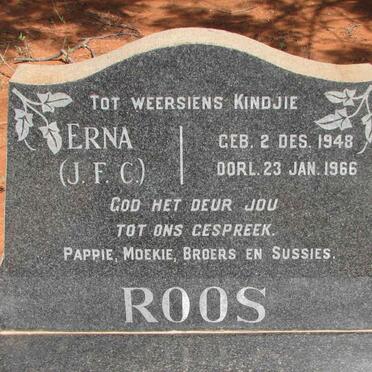 TOT WEERSIENS KINDJIE
ERNA
(J. F. C.)
GEB. 2 DES. 1948
OORL. 23 JAN. 1966
GOD HET DEUR JOU
TOT ONS GESPREEK.
PAPPIE, MOEKIE, BROERS EN SUSSIES.
ROOS